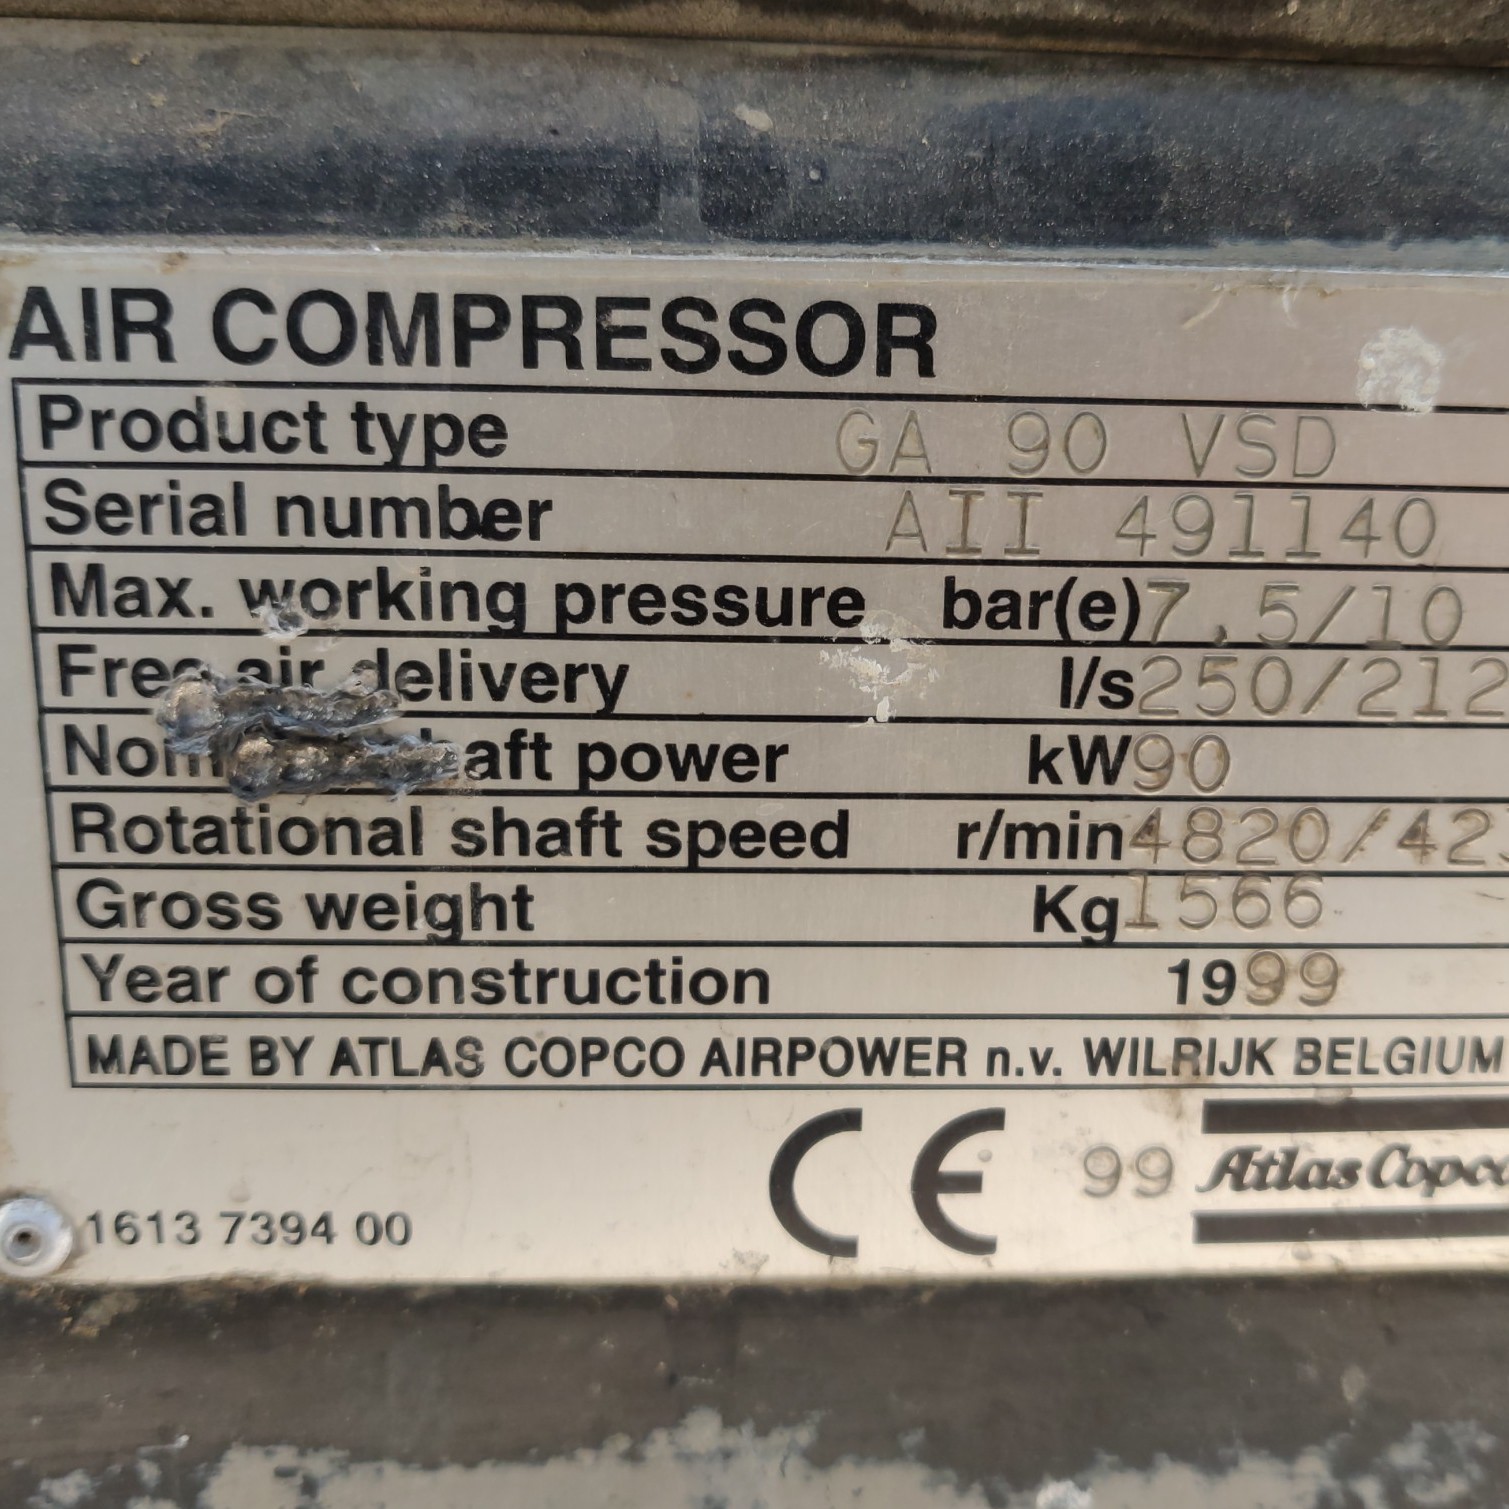 AIR COMPRESSOR
Product type GA 90 VSD
Serial number AII 491140
Max. working pressure bar(e) 7.5/10
Free air delivery l/s 250/212
shaft power kW 90
Rotational shaft speed r/min 4820/42
Gross weight Kg 1566
Year of construction 1999
MADE BY ATLAS COPCO AIRPOWER n.v. WILRIJK BELGIUM
CE 99 Atlas Copco
1613 7394 00